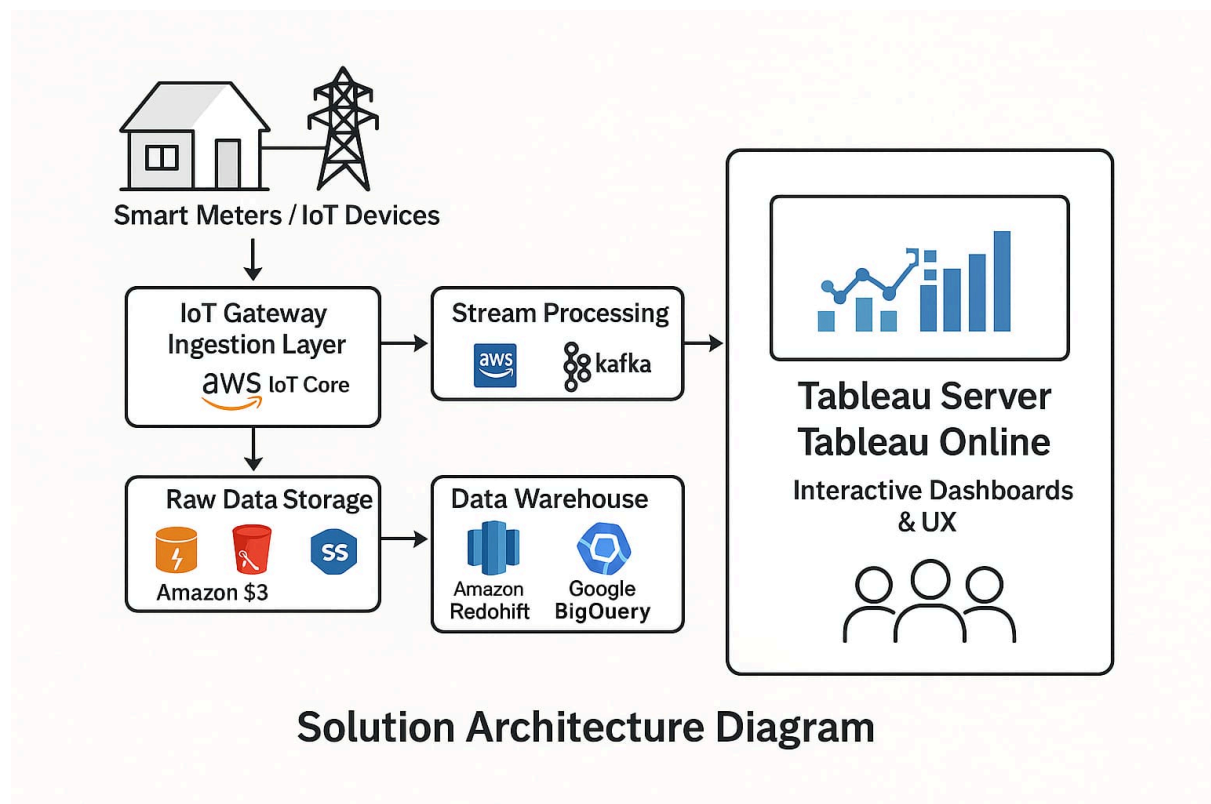 Smart Meters / IoT Devices
IoT Gateway
Ingestion Layer
aws IoT Core
Stream Processing
aws
kafka
Raw Data Storage
SS
Amazon $3
Data Warehouse
Amazon
Redohift
Google
BigOuery
Tableau Server
Tableau Online
Interactive Dashboards
& UX
Solution Architecture Diagram